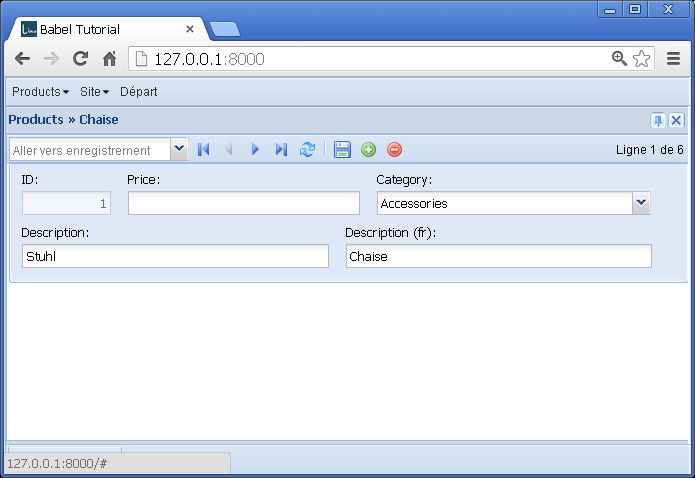 Babel Tutorial
127.0.0.1:8000
Products Site Départ
Products » Chaise
Aller vers enregistrement Ligne 1 de 6
ID: Price: Category:
1 Accessories
Description: Description (fr):
Stuhl Chaise
127.0.0.1:8000/#